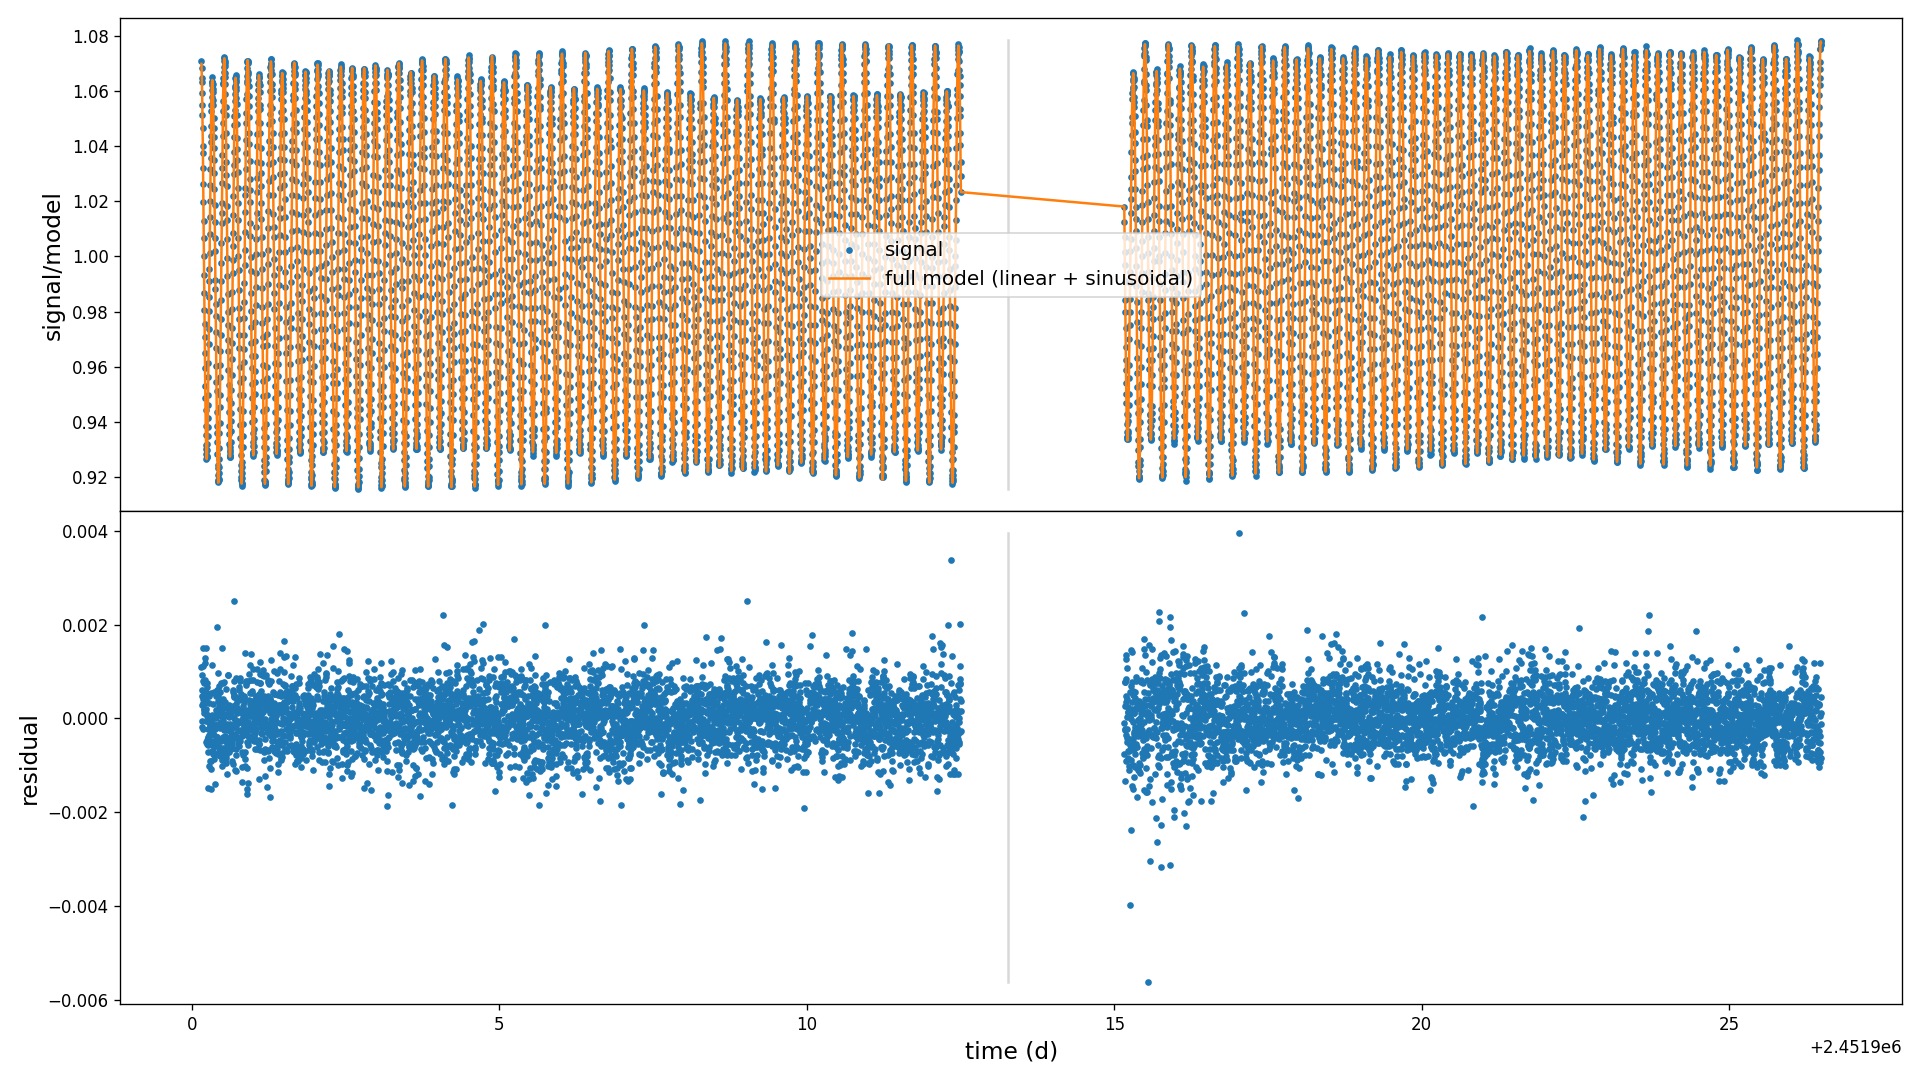 1.08
1.06
1.04
1.02
1.00
0.98
0.96
0.94
0.92
signal/model
signal
full model (linear + sinusoidal)
0.004
0.002
0.000
−0.002
−0.004
−0.006
residual
0 5 10 15 20 25
time (d)
+2.4519e6